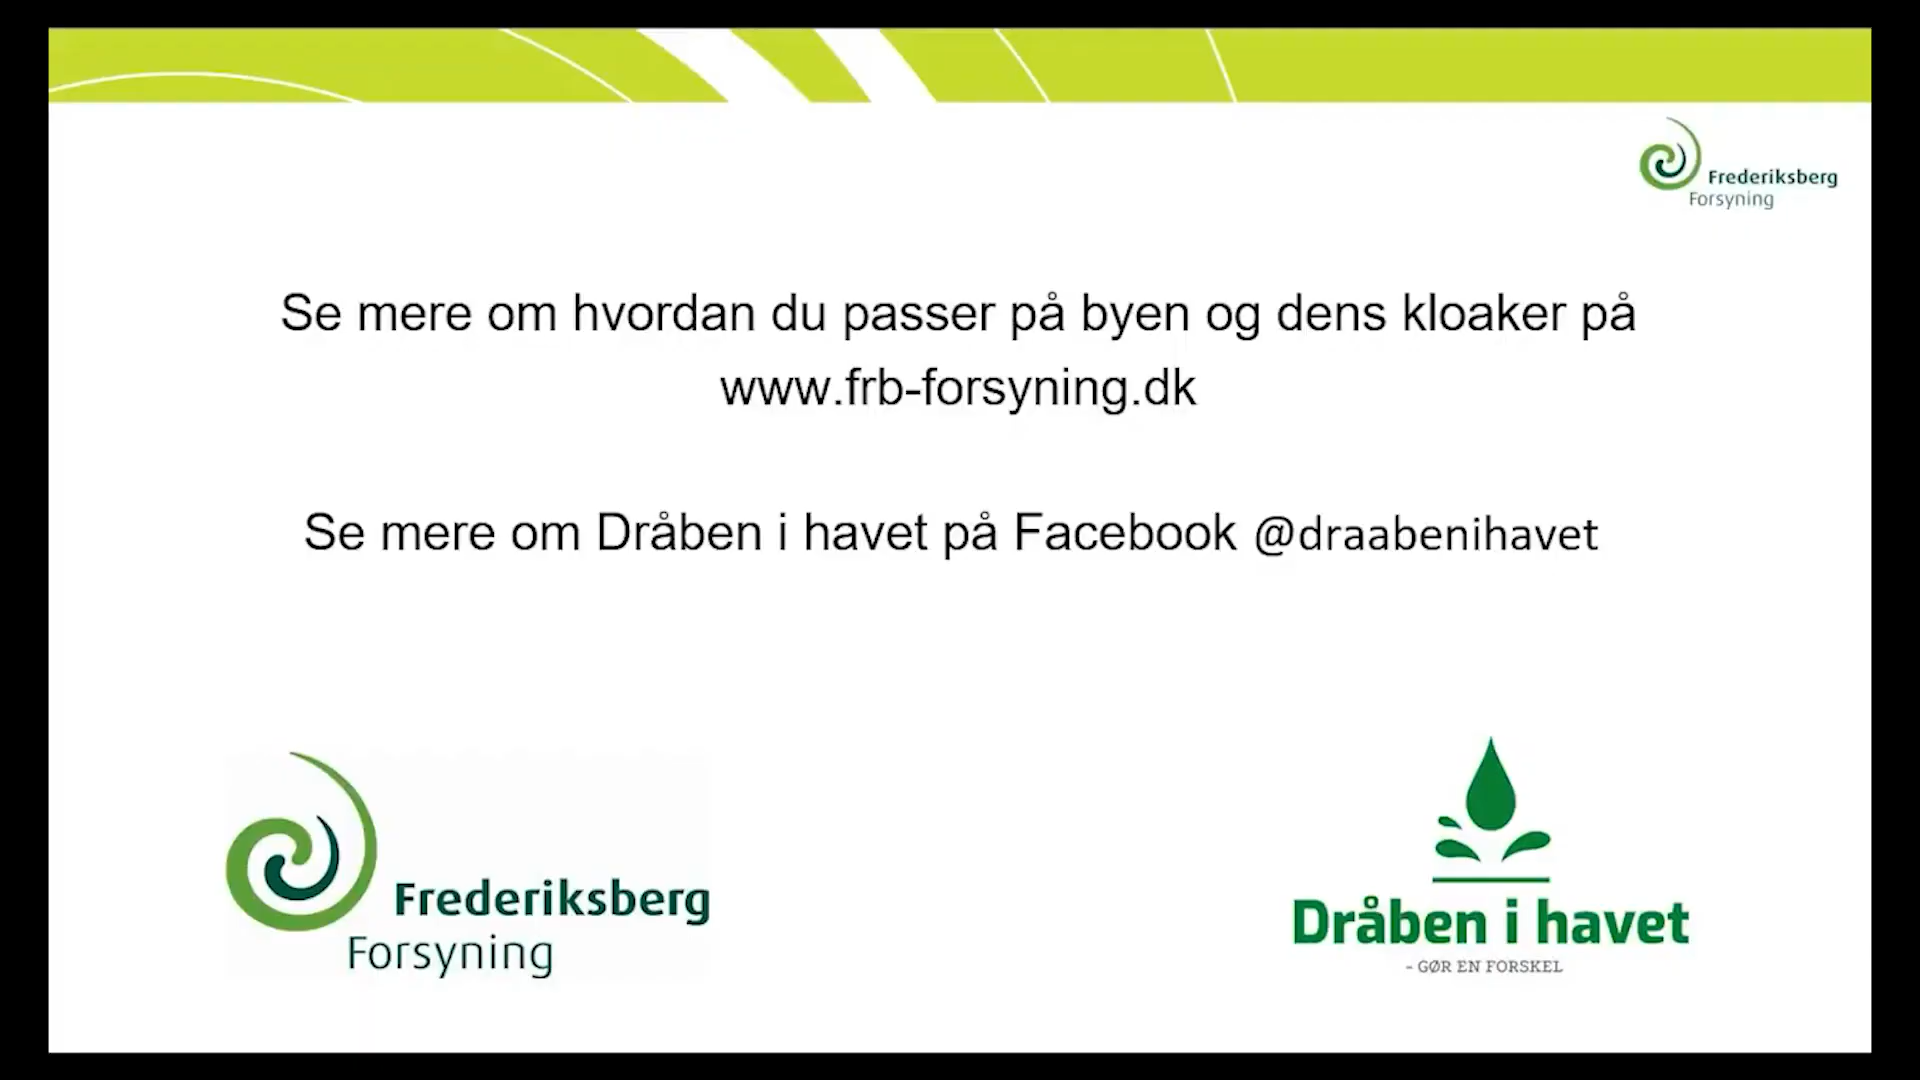 Frederiksberg
Forsyning
Se mere om hvordan du passer på byen og dens kloaker på
www.frb-forsyning.dk
Se mere om Dråben i havet på Facebook @draabenihavet
Frederiksberg
Forsyning
Dråben i havet
- GØR EN FORSKEL